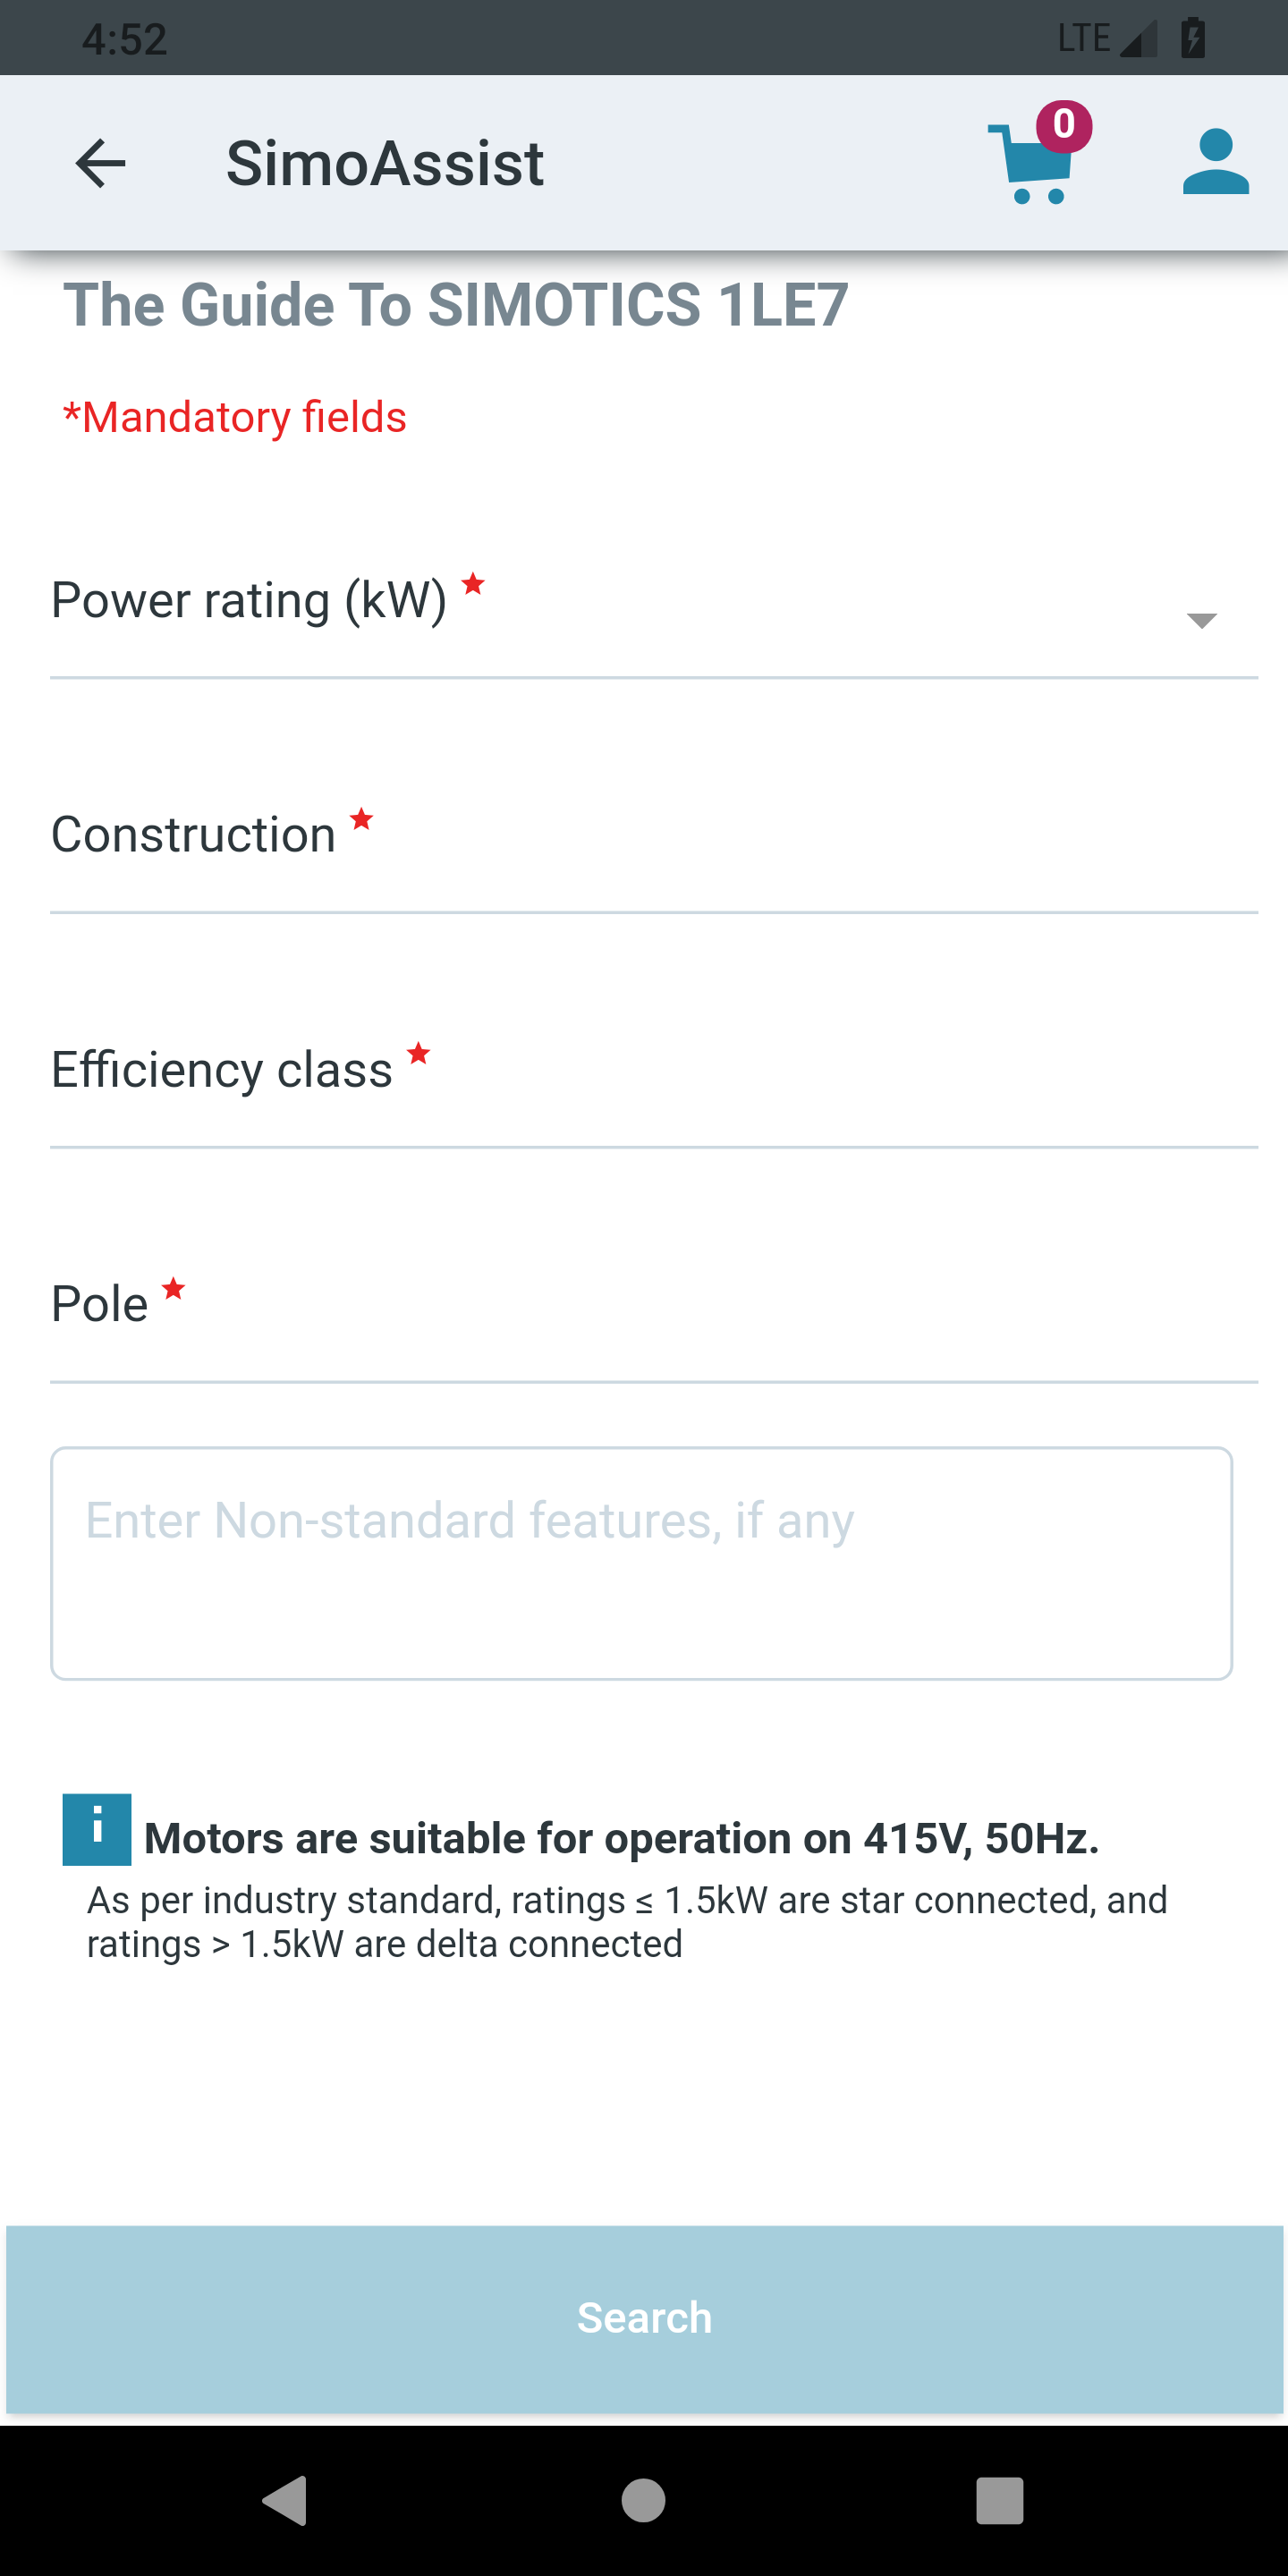 4:52
LTE
SimoAssist
0
The Guide To SIMOTICS 1LE7
*Mandatory fields
Power rating (kW) *
Construction *
Efficiency class *
Pole *
Enter Non-standard features, if any
i Motors are suitable for operation on 415V, 50Hz.
As per industry standard, ratings ≤ 1.5kW are star connected, and
ratings > 1.5kW are delta connected
Search